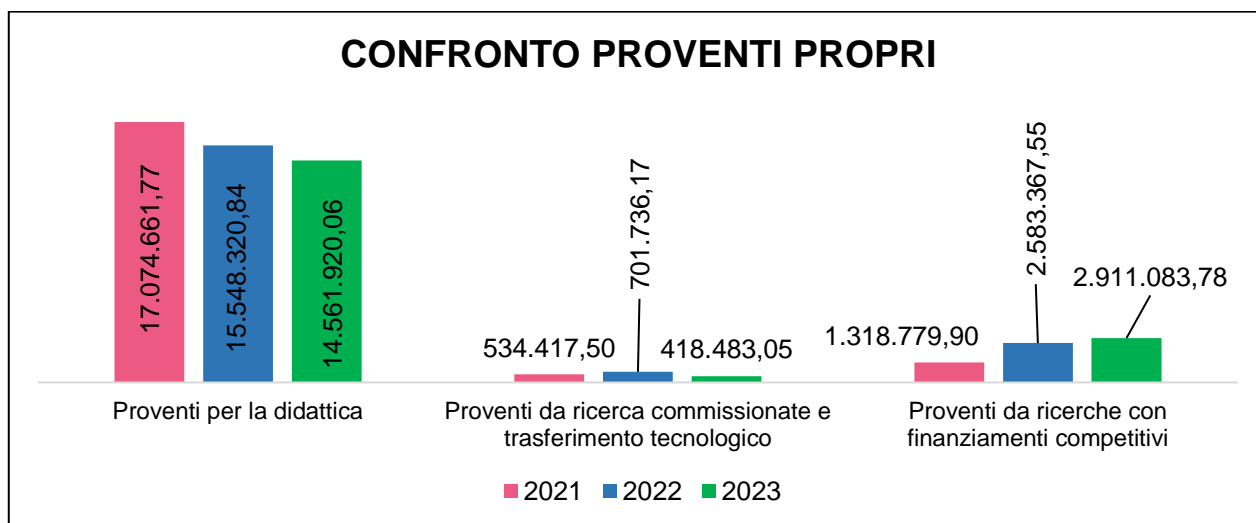 CONFRONTO PROVENTI PROPRI
17.074.661,77
15.548.320,84
14.561.920,06
534.417,50
701.736,17
418.483,05
1.318.779,90
2.583.367,55
2.911.083,78
Proventi per la didattica
Proventi da ricerca commissionate e
trasferimento tecnologico
Proventi da ricerche con
finanziamenti competitivi
2021
2022
2023